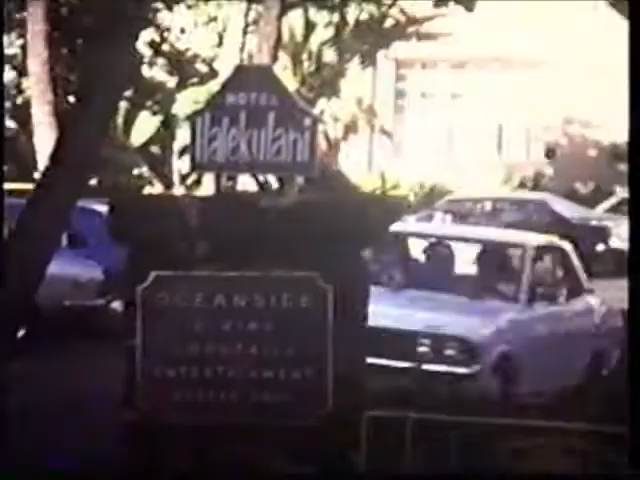 HOTEL
Halekulani
OCEANSIDE
DINING
COCKTAILS
ENTERTAINMENT